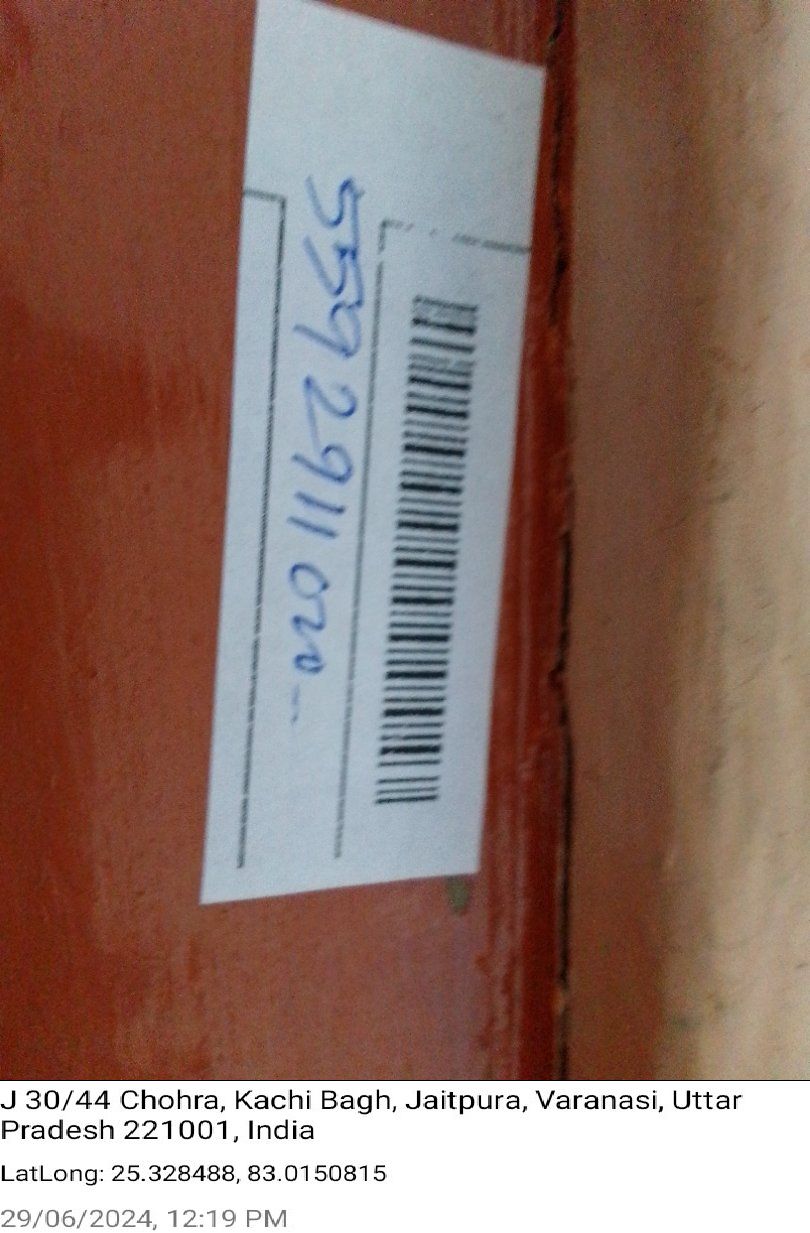 5592911020
J 30/44 Chohra, Kachi Bagh, Jaitpura, Varanasi, Uttar
Pradesh 221001, India
LatLong: 25.328488, 83.0150815
29/06/2024, 12:19 PM